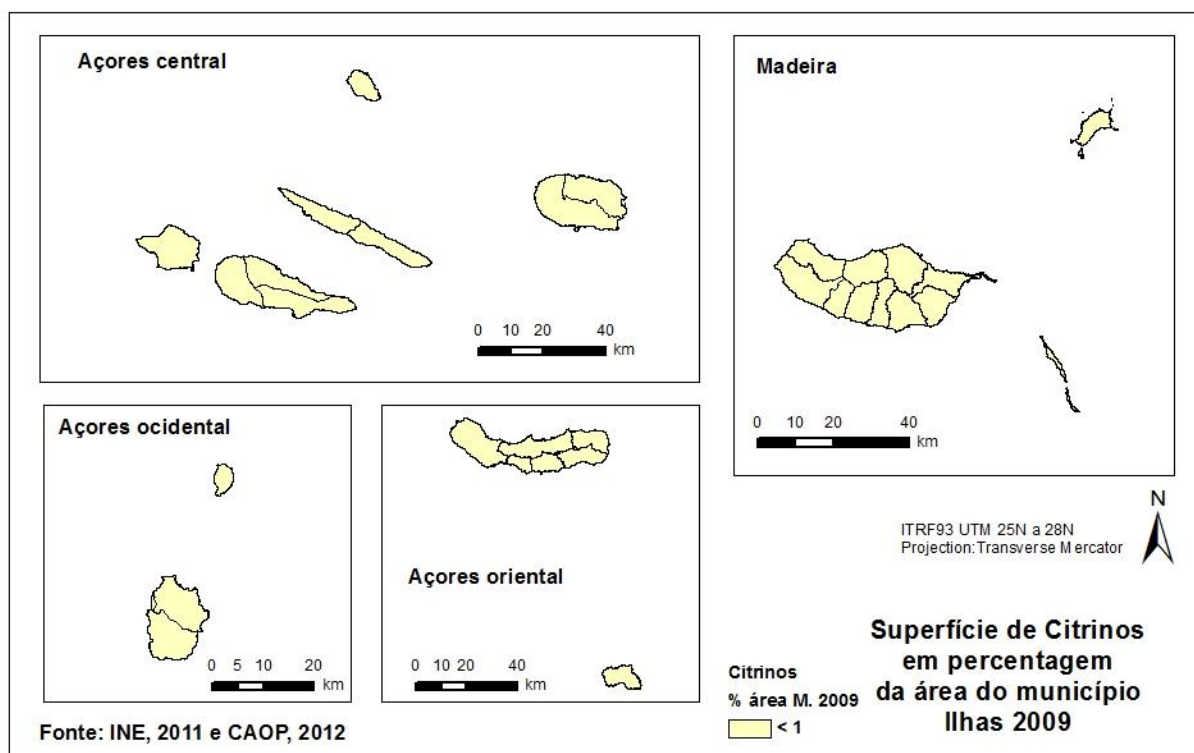 Açores central
0 10 20 40
km
Madeira
0 10 20 40
km
Açores ocidental
0 5 10 20
km
Açores oriental
0 10 20 40
km
N
ITRF93 UTM 25N a 28N
Projection:Transverse Mercator
Citrinos
% área M. 2009
< 1
Superfície de Citrinos
em percentagem
da área do município
Ilhas 2009
Fonte: INE, 2011 e CAOP, 2012